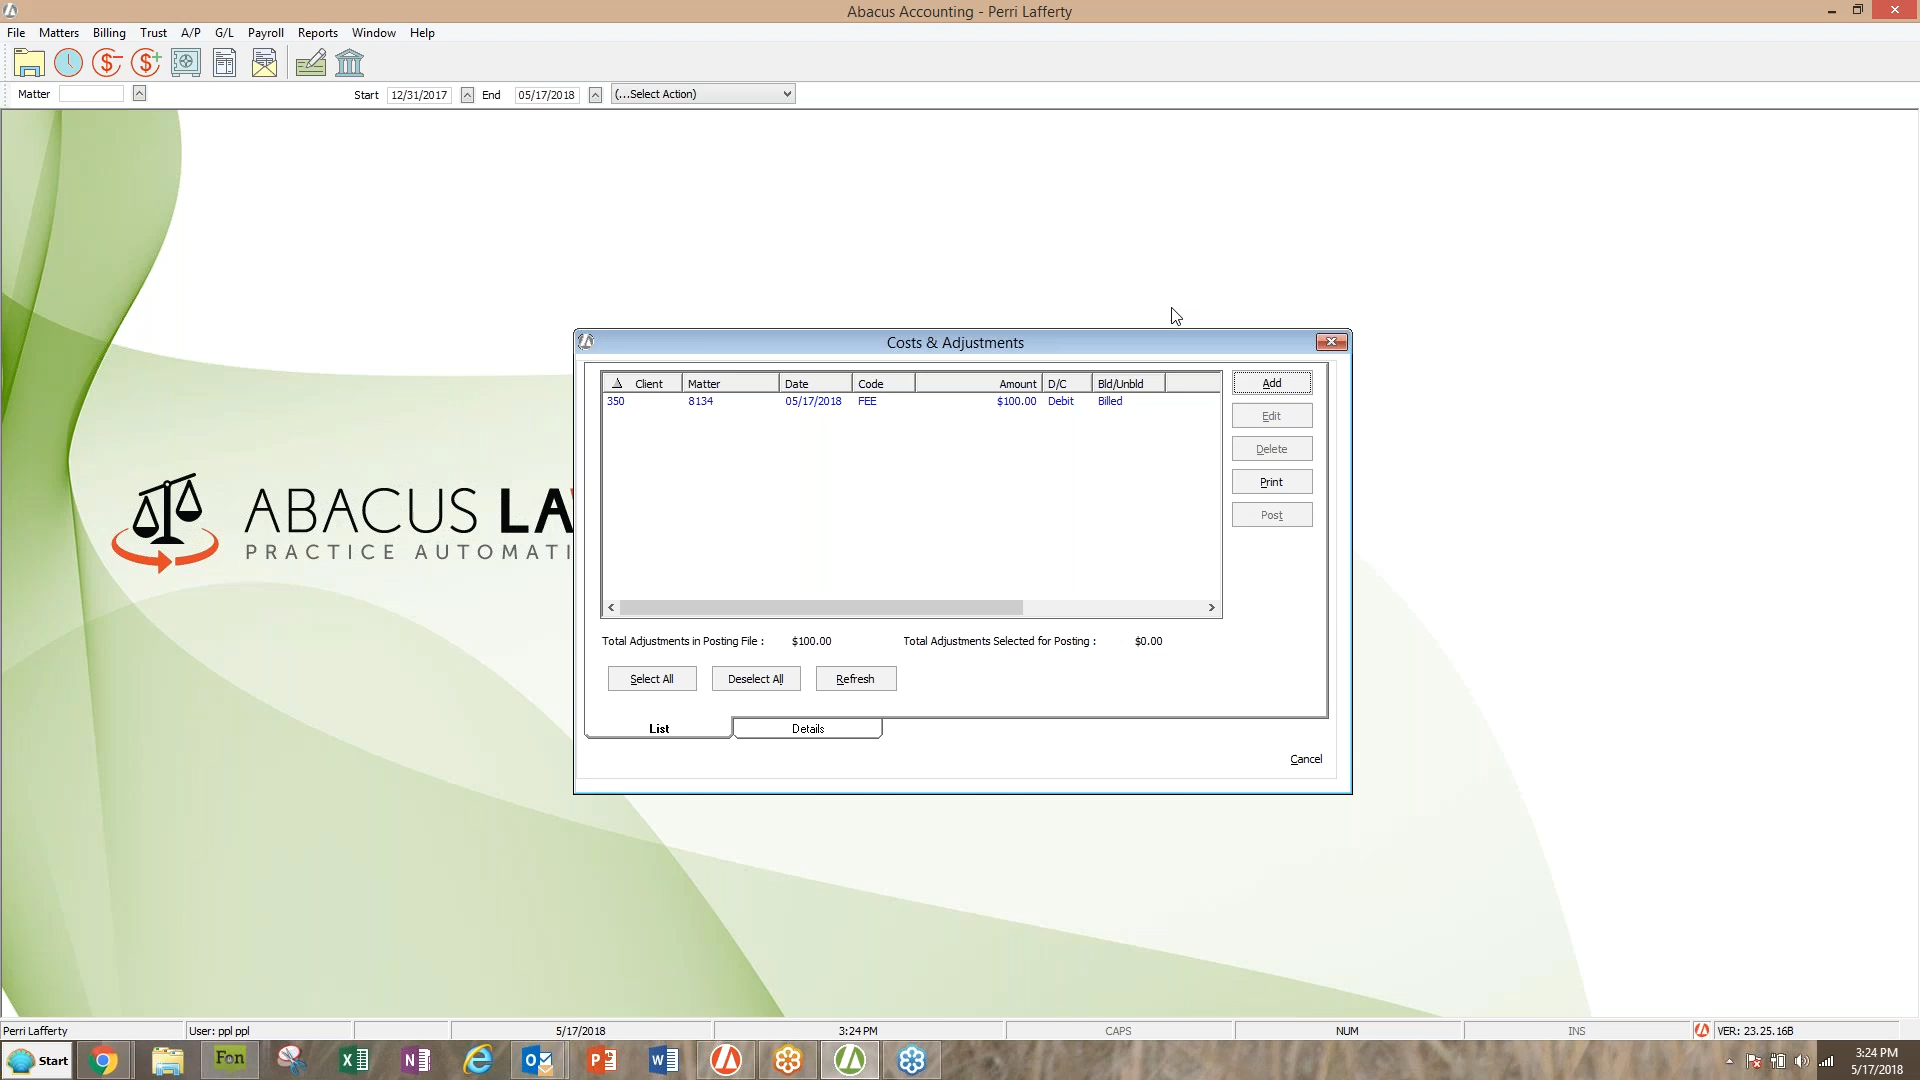 Abacus Accounting - Perri Lafferty
File Matters Billing Trust A/P G/L Payroll Reports Window Help
Matter Start 12/31/2017 End 05/17/2018 (...Select Action)
Costs & Adjustments
Client Matter Date Code Amount D/C Bld/Unbld
350 8134 05/17/2018 FEE $100.00 Debit Billed
Add
Edit
Delete
Print
Post
ABACUS LA
PRACTICE AUTOMATI
Total Adjustments in Posting File : $100.00 Total Adjustments Selected for Posting : $0.00
Select All Deselect All Refresh
List Details
Cancel
Perri Lafferty User: ppl ppl 5/17/2018 3:24 PM CAPS NUM INS VER: 23.25.16B
Start Fon 3:24 PM
5/17/2018